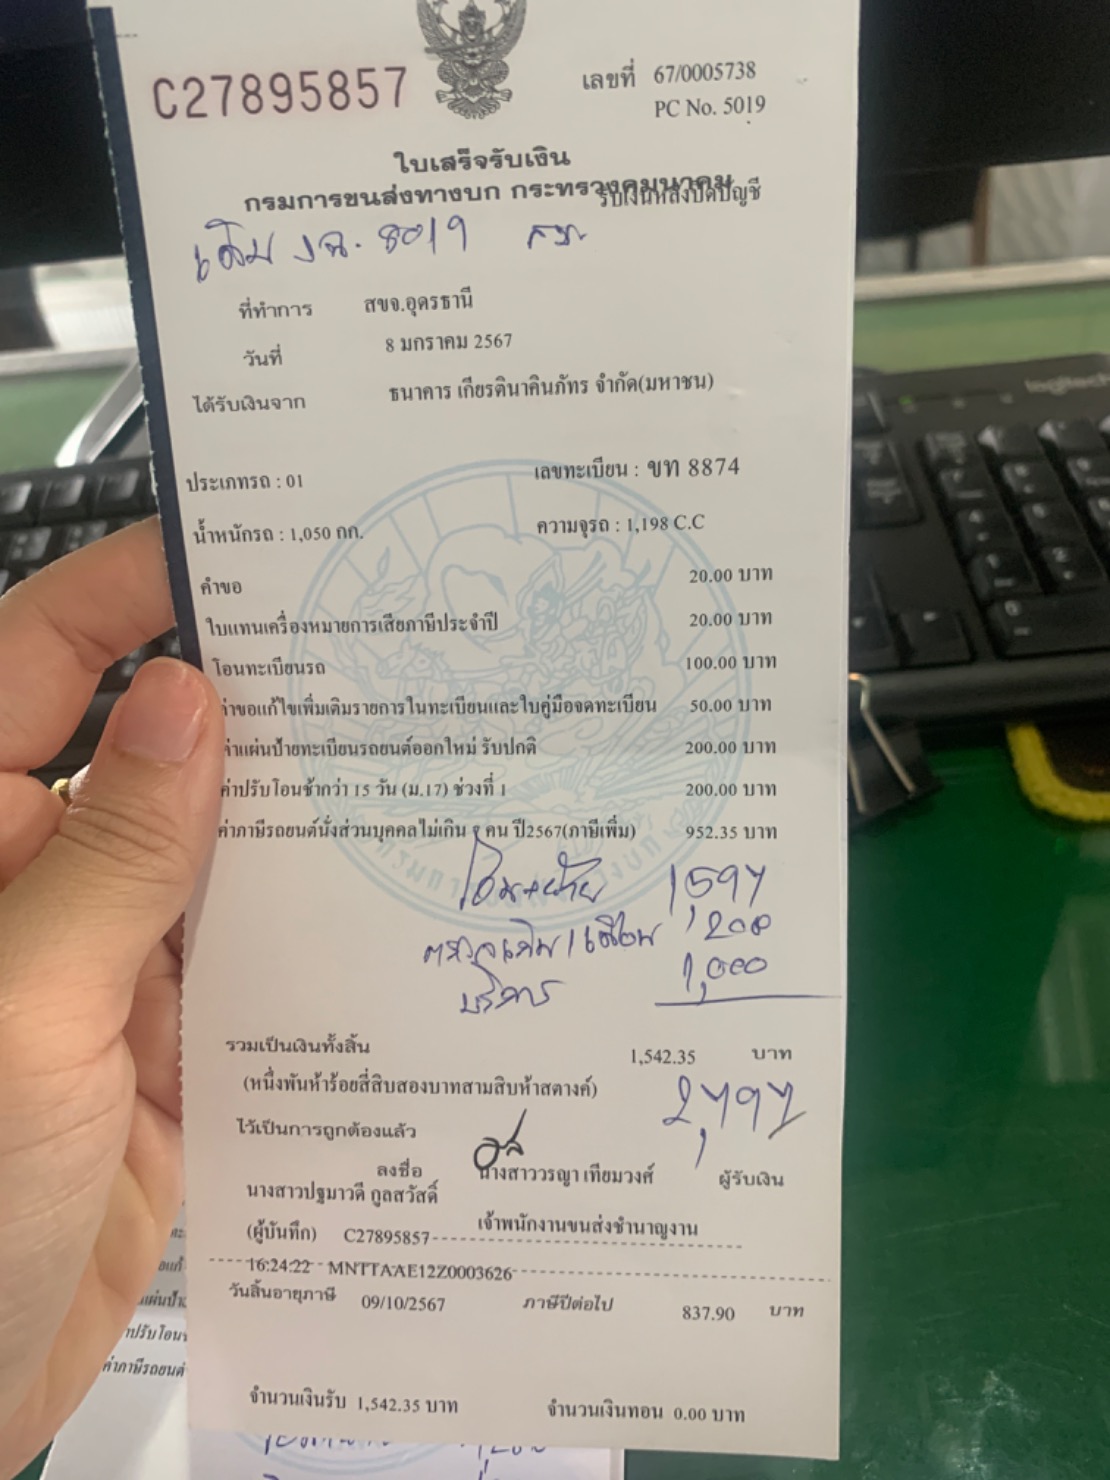 C27895857
เลขที่ 67/0005738
PC No. 5019
ใบเสร็จรับเงิน
กรมการขนส่งทางบก กระทรวงคมนาคม
รับเงินหลังปิดบัญชี
เดิม 8019
ที่ทำการ สขจ.อุดรธานี
วันที่ 8 มกราคม 2567
ได้รับเงินจาก ธนาคาร เกียรตินาคินภัทร จำกัด(มหาชน)
ประเภทรถ : 01 เลขทะเบียน : ขท 8874
น้ำหนักรถ : 1,050 กก. ความจุรถ : 1,198 C.C
คำขอ 20.00 บาท
ใบแทนเครื่องหมายการเสียภาษีประจำปี 20.00 บาท
โอนทะเบียนรถ 100.00 บาท
ค่าขอแก้ไขเพิ่มเติมรายการในทะเบียนและใบคู่มือจดทะเบียน 50.00 บาท
ค่าแผ่นป้ายทะเบียนรถยนต์ออกใหม่ รับปกติ 200.00 บาท
ค่าปรับโอนช้ากว่า 15 วัน (ม.17) ช่วงที่ 1 200.00 บาท
ค่าภาษีรถยนต์นั่งส่วนบุคคลไม่เกิน คน ปี2567(ภาษีเพิ่ม) 952.35 บาท
โอน+ย้าย 1,597
200
บริการ 1,000
รวมเป็นเงินทั้งสิ้น 1,542.35 บาท
(หนึ่งพันห้าร้อยสี่สิบสองบาทสามสิบห้าสตางค์)
2,797
ไว้เป็นการถูกต้องแล้ว
ลงชื่อ นางสาววรญา เทียมวงศ์ ผู้รับเงิน
นางสาวปฐมาวดี กูลสวัสดิ์
(ผู้บันทึก) C27895857 เจ้าพนักงานขนส่งชำนาญงาน
16:24:22 MNTTAAE12Z0003626
วันสิ้นอายุภาษี 09/10/2567 ภาษีปีต่อไป 837.90 บาท
จำนวนเงินรับ 1,542.35 บาท จำนวนเงินทอน 0.00 บาท